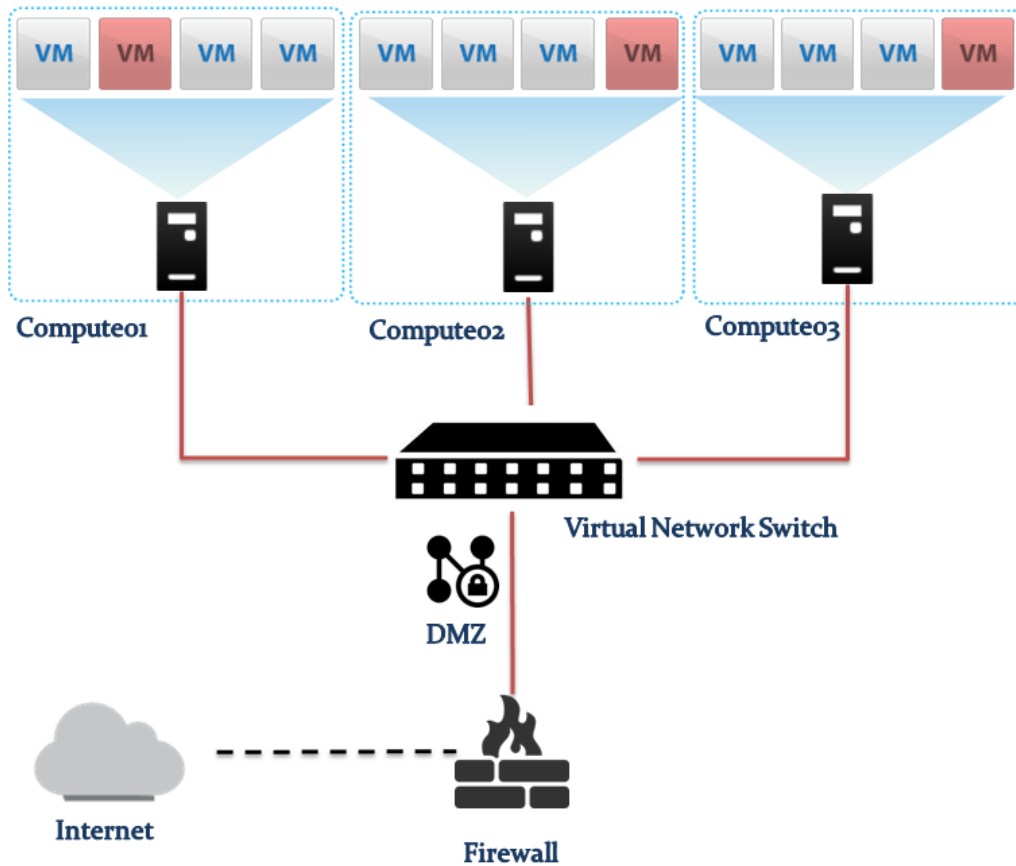 VM VM VM VM VM VM VM VM VM VM VM VM
Compute01 Compute02 Compute03
Virtual Network Switch
DMZ
Internet
Firewall